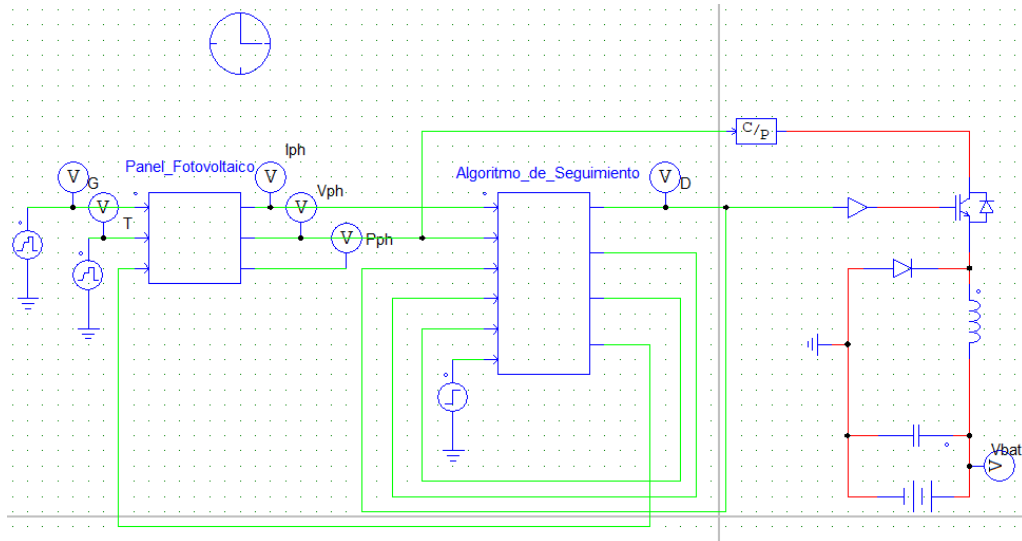 Iph
Panel_Fotovoltaico
Algoritmo_de_Seguimiento
C/P
V
G
V
T
V
Vph
V
V
Pph
V
D
Vbat
V